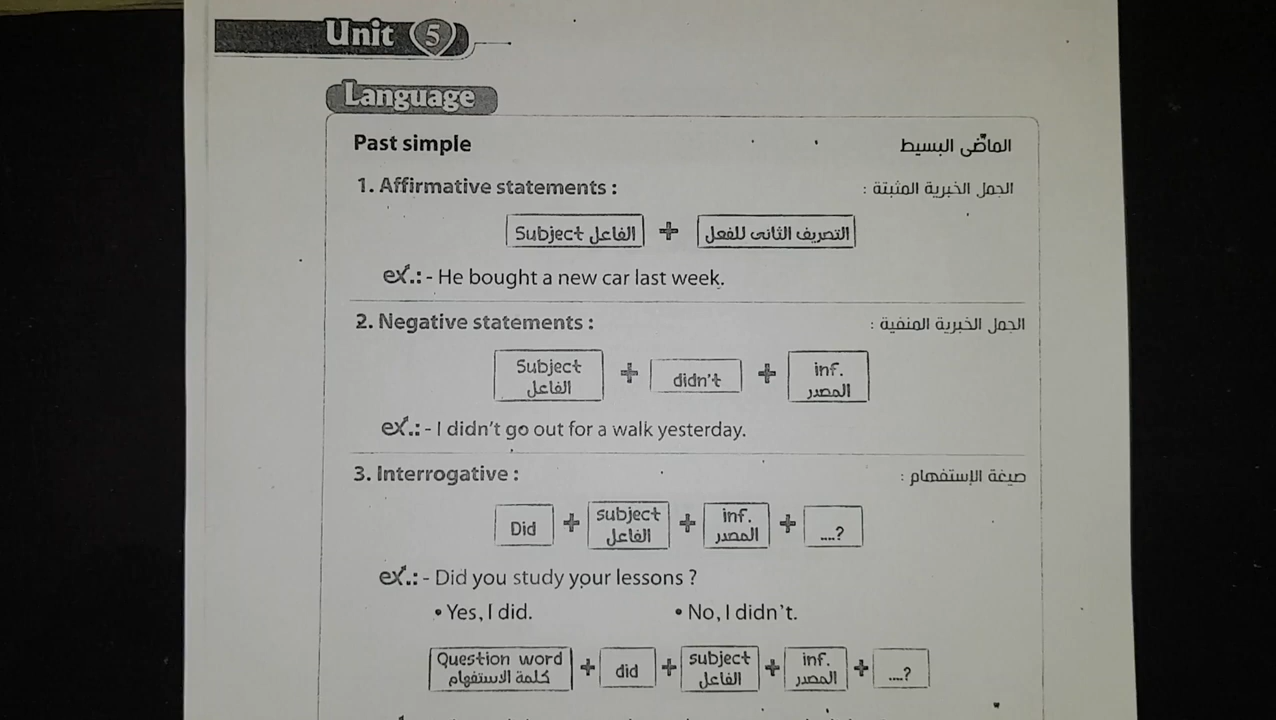 Unit 5
Language
Past simple الماضى البسيط
1. Affirmative statements : الجمل الخبرية المثبتة :
Subject الفاعل + التصريف الثانى للفعل
ex.: - He bought a new car last week.
2. Negative statements : الجمل الخبرية المنفية :
Subject الفاعل + didn't + inf. المصدر
ex.: - I didn't go out for a walk yesterday.
3. Interrogative : صيغة الإستفهام :
Did + subject الفاعل + inf. المصدر + ....?
ex.: - Did you study your lessons ?
• Yes, I did. • No, I didn't.
Question word كلمة الاستفهام + did + subject الفاعل + inf. المصدر + ....?